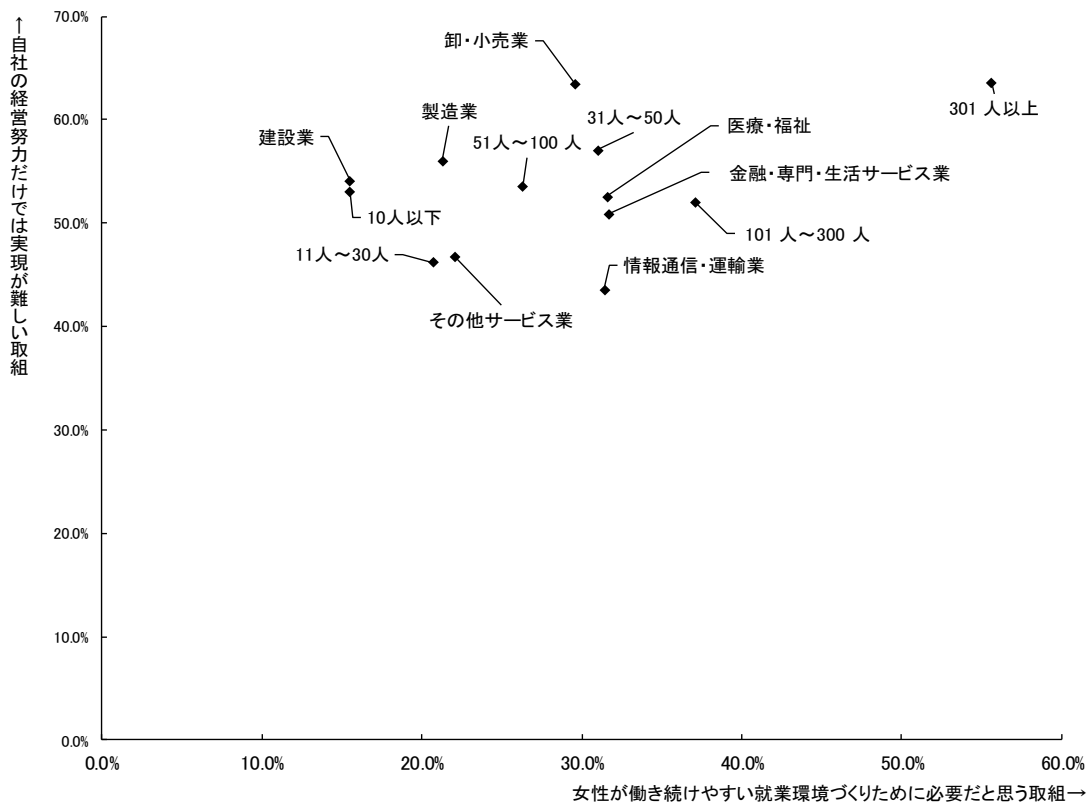 ↑自社の経営努力だけでは実現が難しい取組
70.0%
60.0%
50.0%
40.0%
30.0%
20.0%
10.0%
0.0%
卸・小売業
301 人以上
製造業
31人～50人
医療・福祉
建設業
51人～100 人
金融・専門・生活サービス業
10人以下
101 人～300 人
11人～30人
情報通信・運輸業
その他サービス業
0.0% 10.0% 20.0% 30.0% 40.0% 50.0% 60.0%
女性が働き続けやすい就業環境づくりために必要だと思う取組→